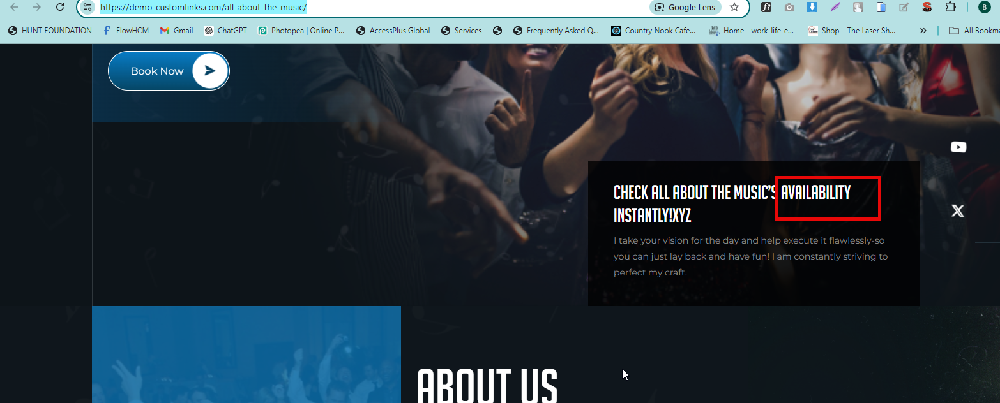 https://demo-customlinks.com/all-about-the-music/
Google Lens
f?
SEO
B
HUNT FOUNDATION
FlowHCM
Gmail
ChatGPT
Photopea | Online P...
AccessPlus Global
Services
Frequently Asked Q...
Country Nook Cafe...
Home - work-life-e...
Shop – The Laser Sh...
»
All Bookma
Book Now
CHECK ALL ABOUT THE MUSIC'S AVAILABILITY
INSTANTLY!XYZ
I take your vision for the day and help execute it flawlessly-so
you can just lay back and have fun! I am constantly striving to
perfect my craft.
ABOUT US